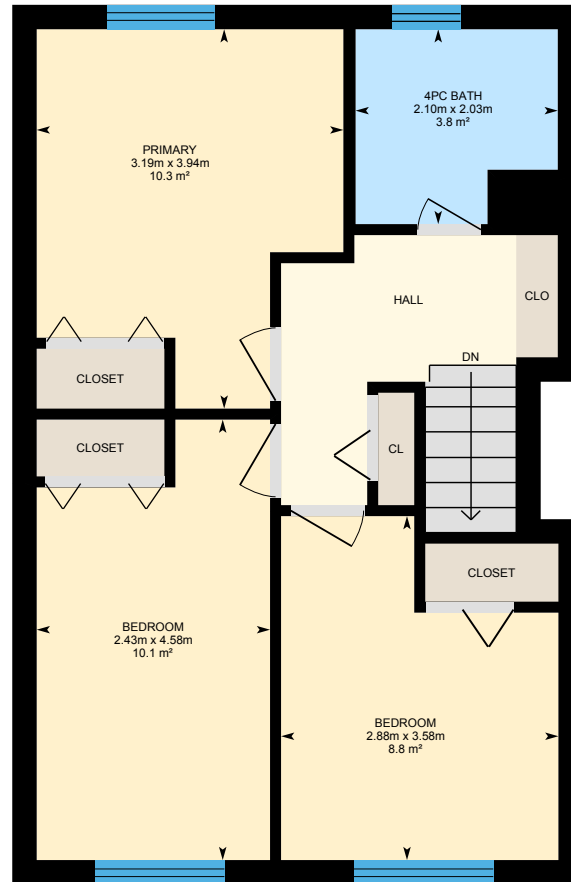 4PC BATH
2.10m x 2.03m
3.8 m²
PRIMARY
3.19m x 3.94m
10.3 m²
HALL
CLO
DN
CLOSET
CLOSET
CL
CLOSET
BEDROOM
2.43m x 4.58m
10.1 m²
BEDROOM
2.88m x 3.58m
8.8 m²